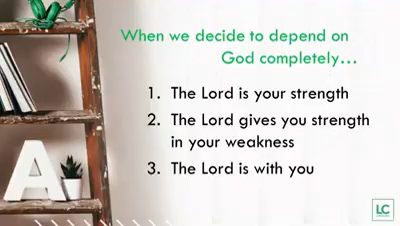 When we decide to depend on
God completely…
1. The Lord is your strength
2. The Lord gives you strength
in your weakness
3. The Lord is with you
A
LC